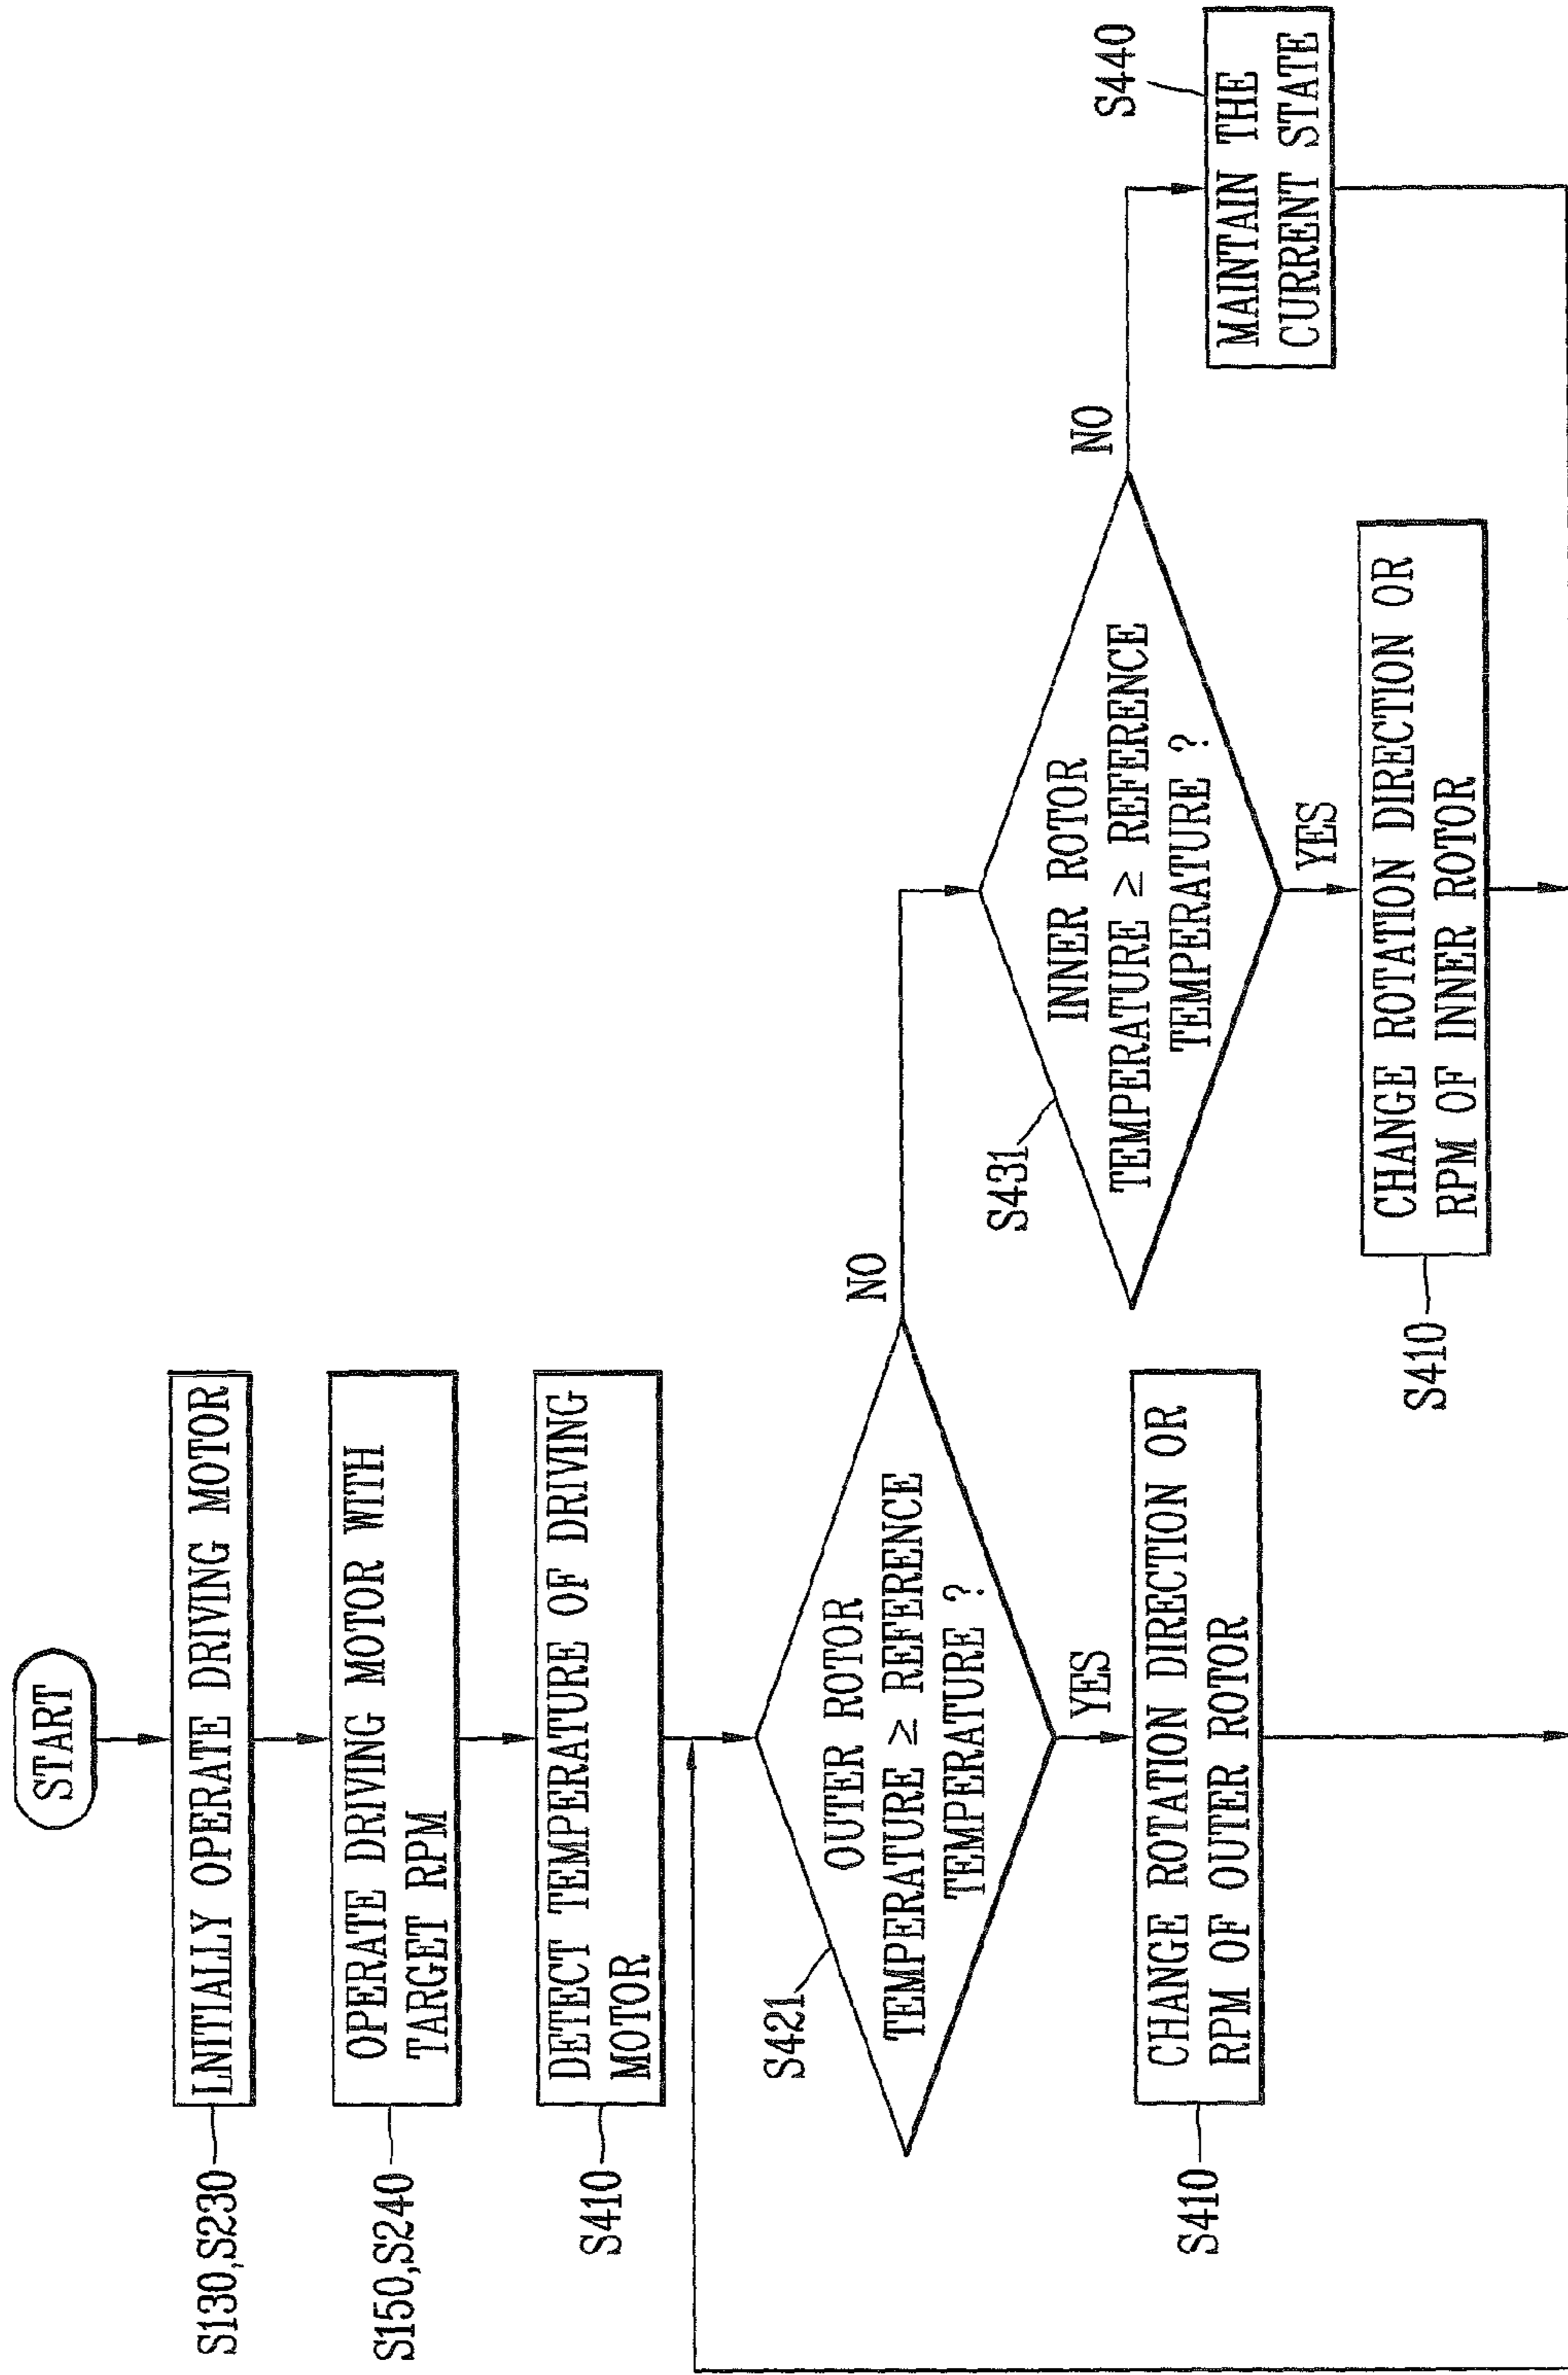 START
S130,S230
LNITIALLY OPERATE DRIVING MOTOR
S150,S240
OPERATE DRIVING MOTOR WITH
TARGET RPM
S410
DETECT TEMPERATURE OF DRIVING
MOTOR
S421
OUTER ROTOR
TEMPERATURE ≥ REFERENCE
TEMPERATURE ?
NO
YES
S410
CHANGE ROTATION DIRECTION OR
RPM OF OUTER ROTOR
S431
INNER ROTOR
TEMPERATURE ≥ REFERENCE
TEMPERATURE ?
NO
YES
S410
CHANGE ROTATION DIRECTION OR
RPM OF INNER ROTOR
S440
MAINTAIN THE
CURRENT STATE